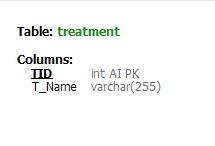 Table: treatment
Columns:
TID int AI PK
T_Name varchar(255)